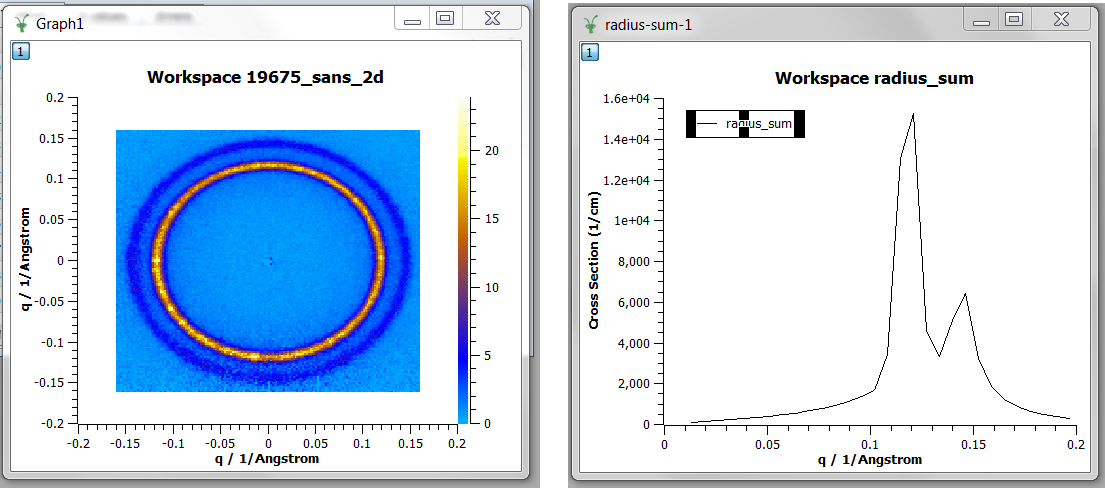 Graph1
1
Workspace 19675_sans_2d
0.2
0.15
0.1
0.05
0
-0.05
-0.1
-0.15
-0.2
q / 1/Angstrom
-0.2
-0.15
-0.1
-0.05
0
0.05
0.1
0.15
0.2
q / 1/Angstrom
20
15
10
5
0
radius-sum-1
1
Workspace radius_sum
radius_sum
1.6e+04
1.4e+04
1.2e+04
1e+04
8,000
6,000
4,000
2,000
0
Cross Section (1/cm)
0
0.05
0.1
0.15
0.2
q / 1/Angstrom